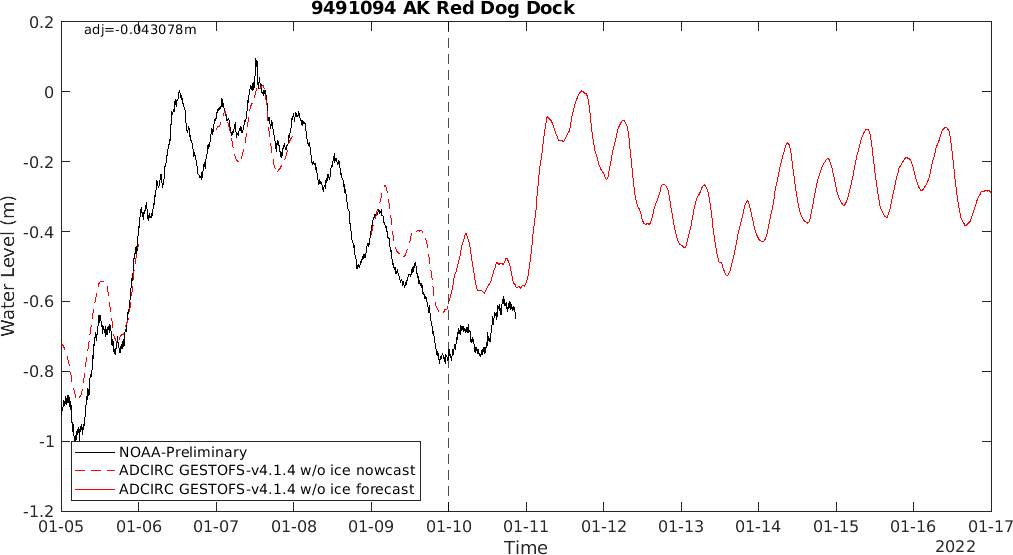 9491094 AK Red Dog Dock
adj=-0.043078m
0.2
0
-0.2
-0.4
-0.6
-0.8
-1
-1.2
Water Level (m)
NOAA-Preliminary
ADCIRC GESTOFS-v4.1.4 w/o ice nowcast
ADCIRC GESTOFS-v4.1.4 w/o ice forecast
01-05 01-06 01-07 01-08 01-09 01-10 01-11 01-12 01-13 01-14 01-15 01-16 01-17
Time
2022